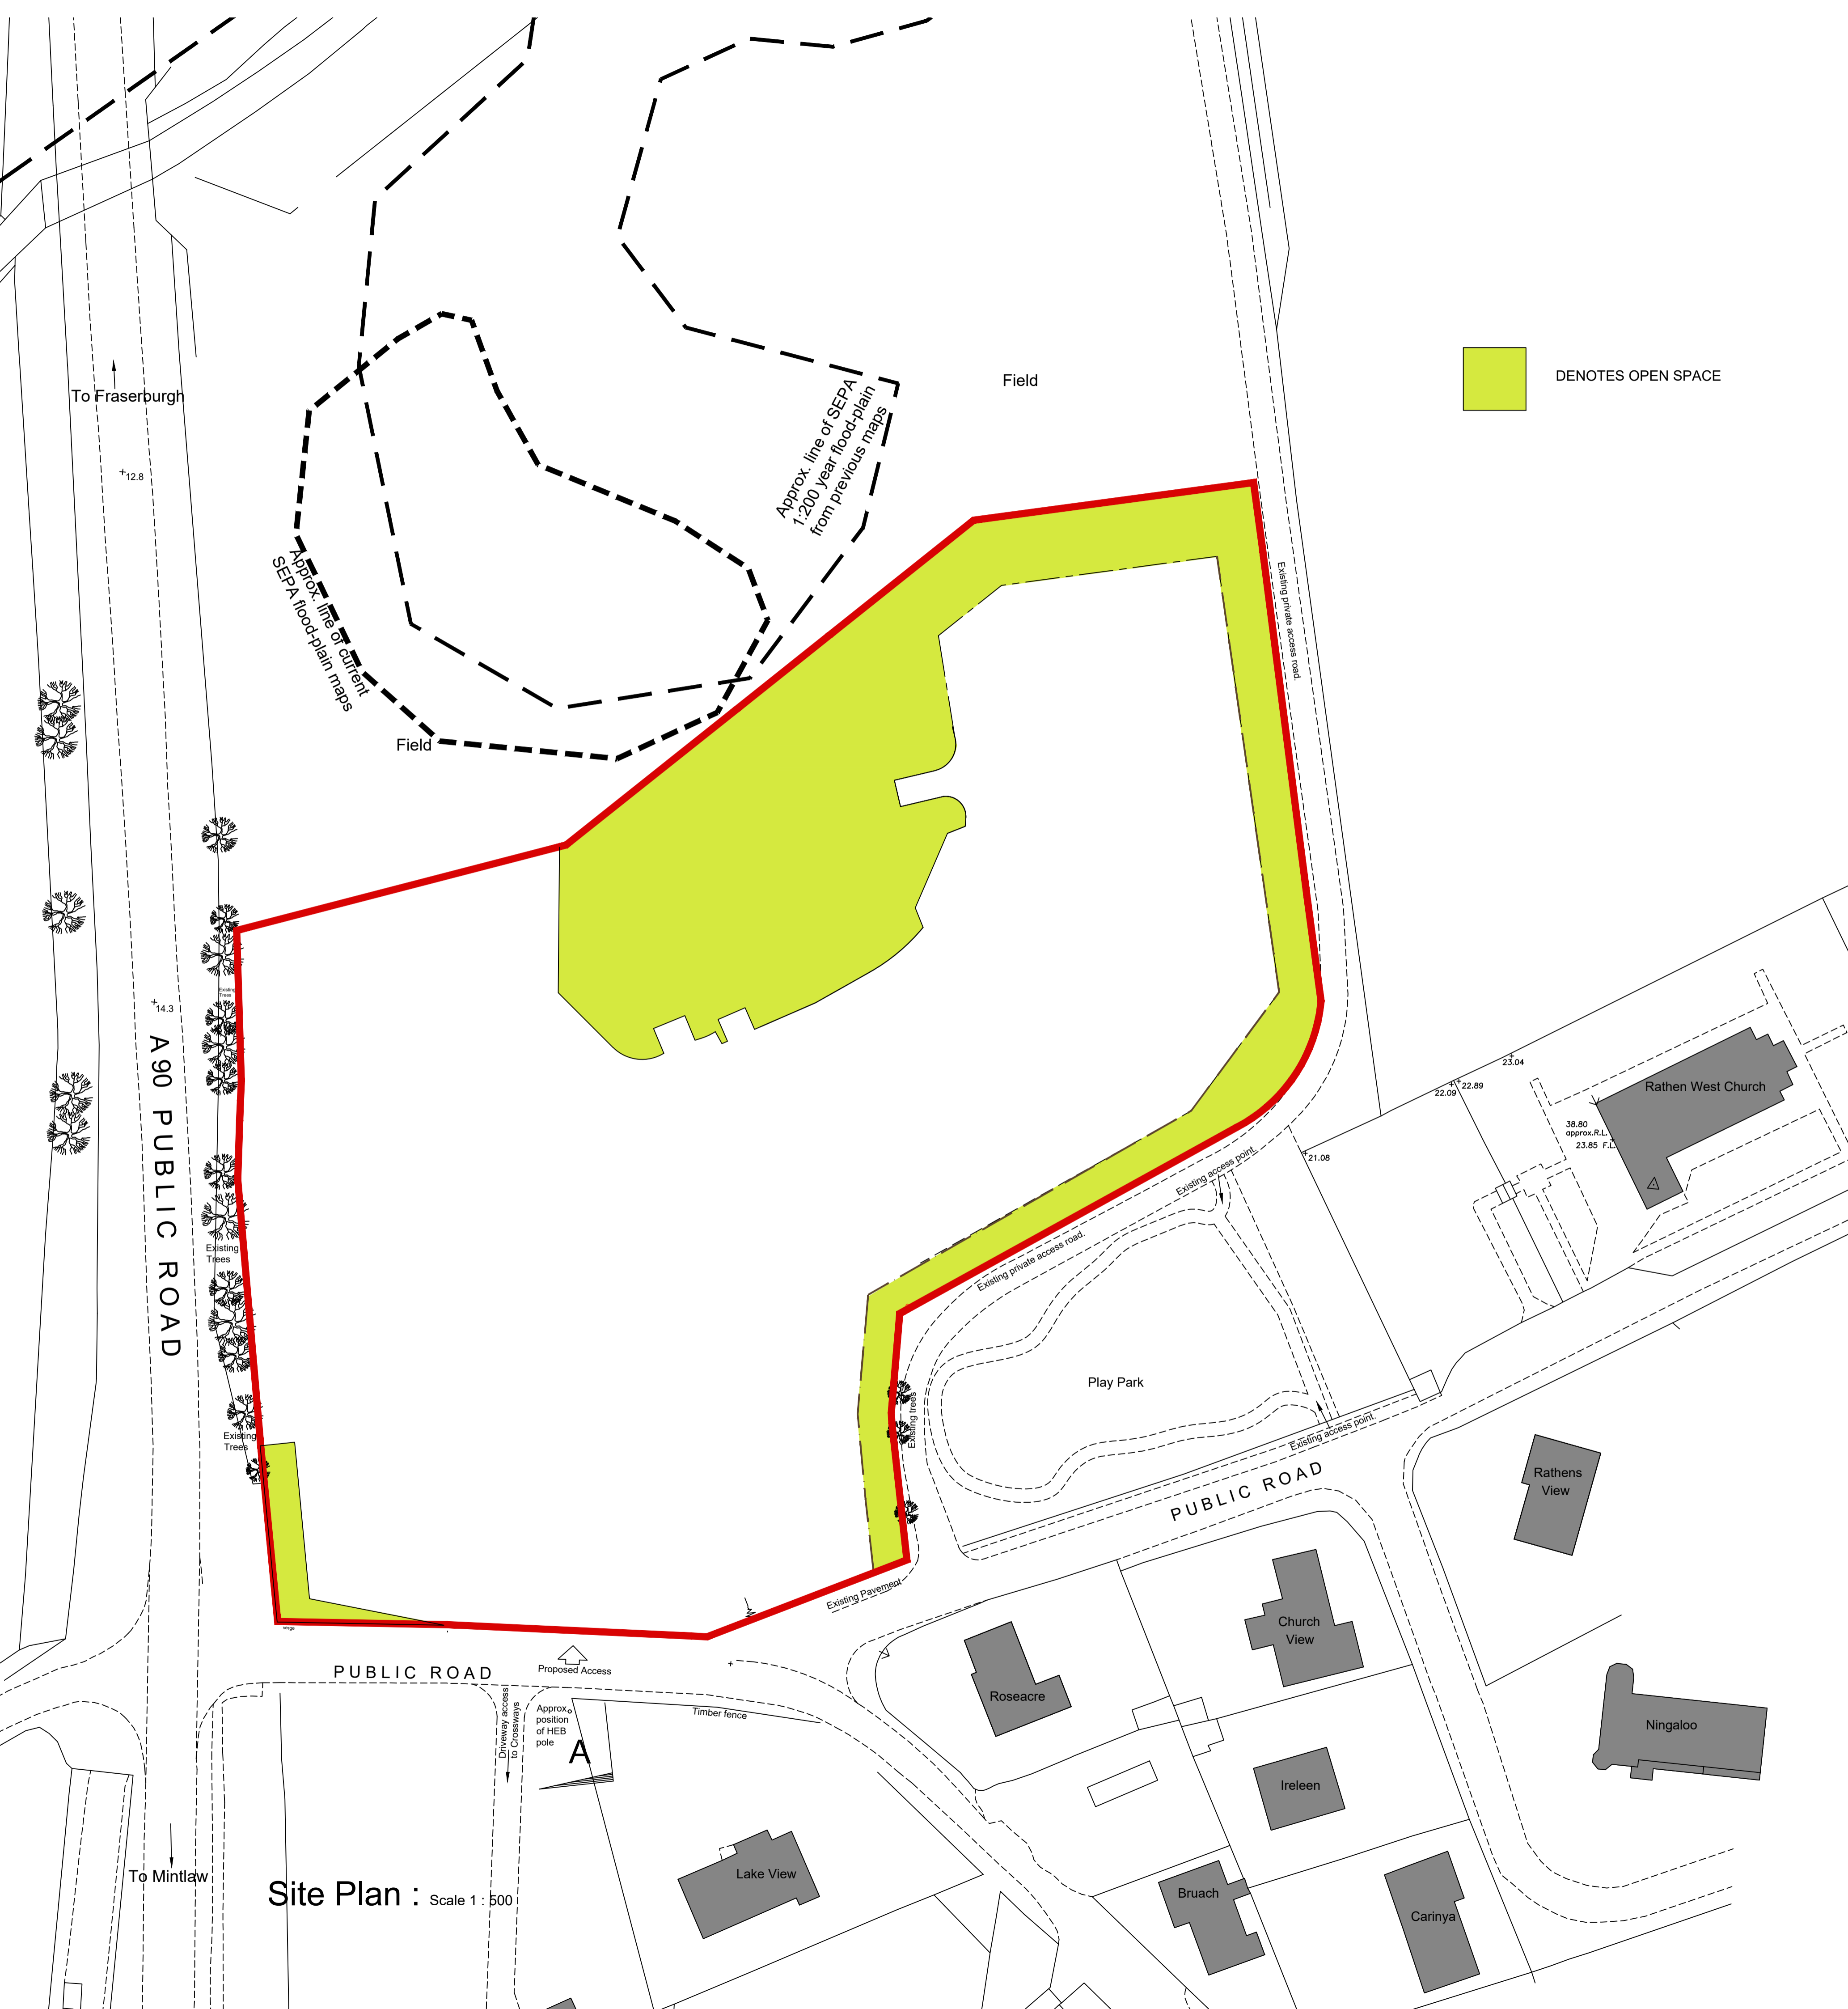 To Fraserburgh
12.8
Approx. line of SEPA
1:200 year flood-plain
from previous maps
Field
DENOTES OPEN SPACE
Approx. line of current
SEPA flood-plain maps
Field
Existing private access road.
Existing
Trees
14.3
A90 PUBLIC ROAD
Existing
Trees
Existing
Trees
23.04
22.89
22.09
Rathen West Church
38.80
approx.R.L.
23.85 F.L.
21.08
Existing access point.
Existing private access road.
Existing trees
Play Park
Existing access point.
PUBLIC ROAD
Rathens
View
Existing Pavement
Church
View
Roseacre
Ningaloo
PUBLIC ROAD
Proposed Access
Driveway access
to Crossways
Approx.
position
of HEB
pole
A
Timber fence
Ireleen
To Mintlaw
Site Plan : Scale 1 : 500
Lake View
Bruach
Carinya